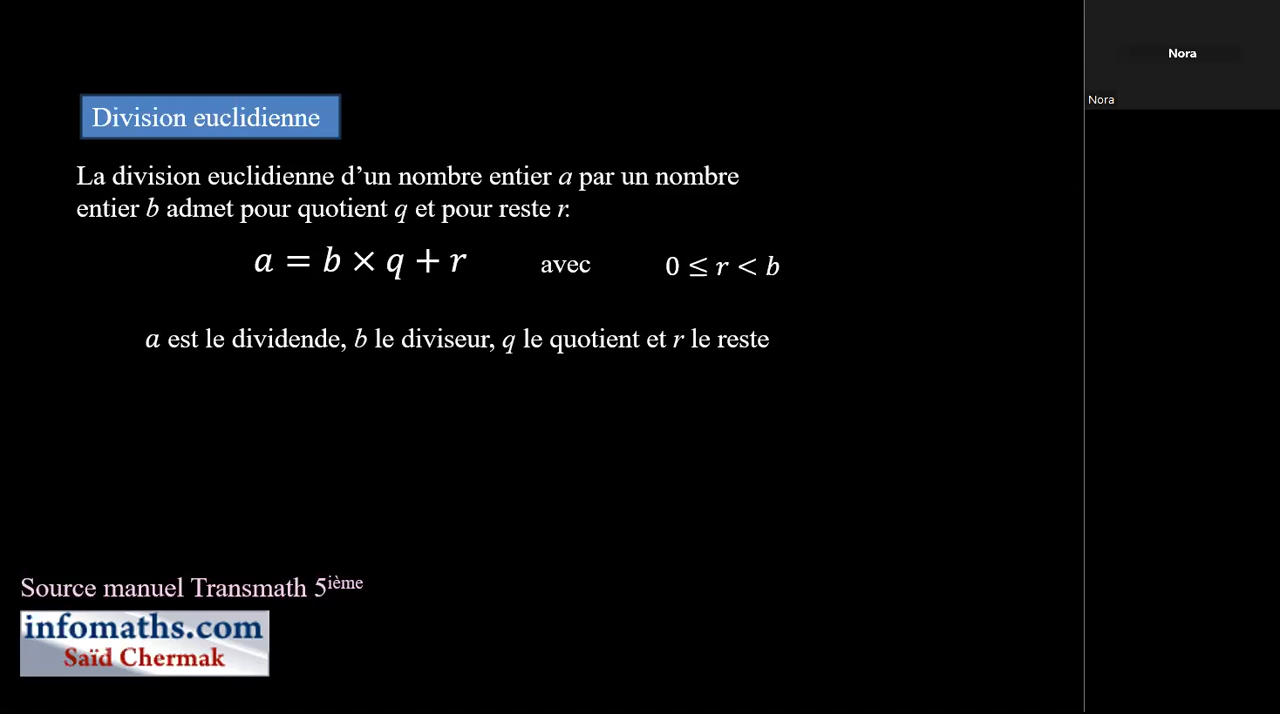 Nora
Nora
Division euclidienne
La division euclidienne d’un nombre entier a par un nombre
entier b admet pour quotient q et pour reste r:
a = b × q + r avec 0 ≤ r < b
a est le dividende, b le diviseur, q le quotient et r le reste
Source manuel Transmath 5ième
infomaths.com
Saïd Chermak